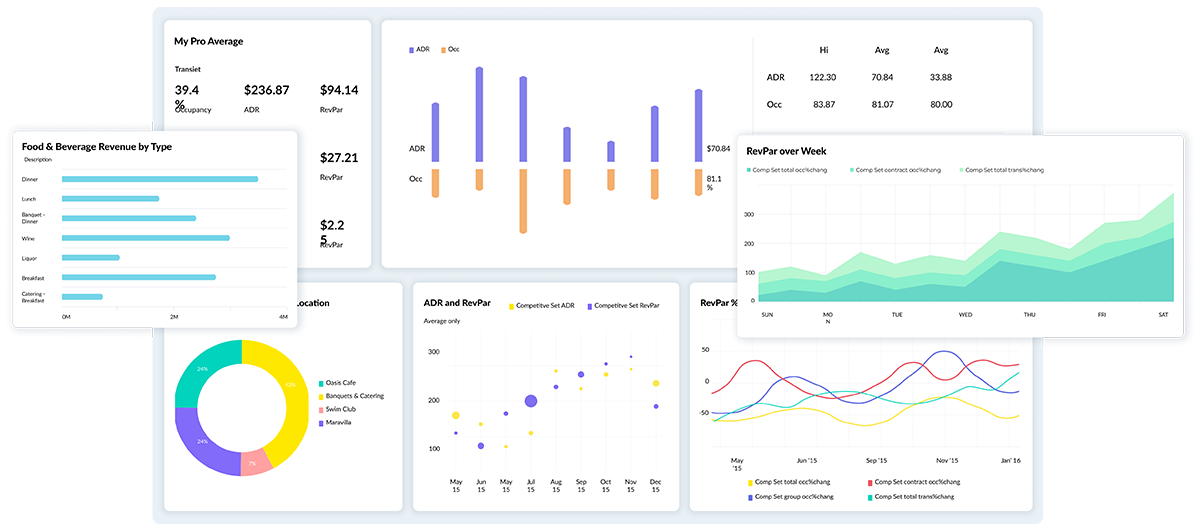 My Pro Average
Transiet
39.4
%
$236.87
$94.14
Occupancy
ADR
RevPar
$27.21
RevPar
$2.2
5
RevPar
ADR
Occ
ADR
$70.84
Occ
81.1
%
Hi
Avg
Avg
ADR
122.30
70.84
33.88
Occ
83.87
81.07
80.00
Food & Beverage Revenue by Type
Description
Dinner
Lunch
Banquet -
Dinner
Wine
Liquor
Breakfast
Catering -
Breakfast
0M
2M
4M
RevPar over Week
Comp Set total occ%chang
Comp Set contract occ%chang
Comp Set total trans%chang
300
200
100
0
SUN
MO
N
TUE
WED
THU
FRI
SAT
Location
24%
24%
7%
Oasis Cafe
Banquets & Catering
Swim Club
Maravilla
ADR and RevPar
Competitve Set ADR
Competitive Set RevPar
Average only
300
200
100
May
15
Jun
15
May
15
Jul
15
Aug
15
Sep
15
Oct
15
Nov
15
Dec
15
RevPar %
50
0
-50
May
'15
Jun '15
Sep '15
Nov '15
Jan' 16
Comp Set total occ%chang
Comp Set contract occ%chang
Comp Set group occ%chang
Comp Set total trans%chang